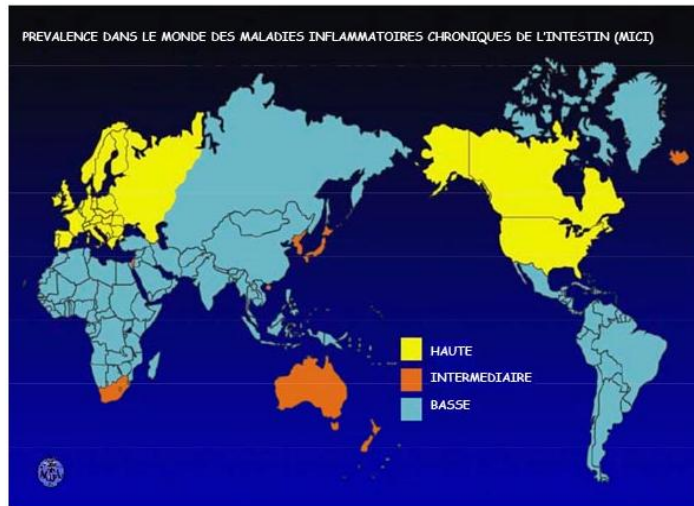 PREVALENCE DANS LE MONDE DES MALADIES INFLAMMATOIRES CHRONIQUES DE L'INTESTIN (MICI)
HAUTE
INTERMEDIAIRE
BASSE